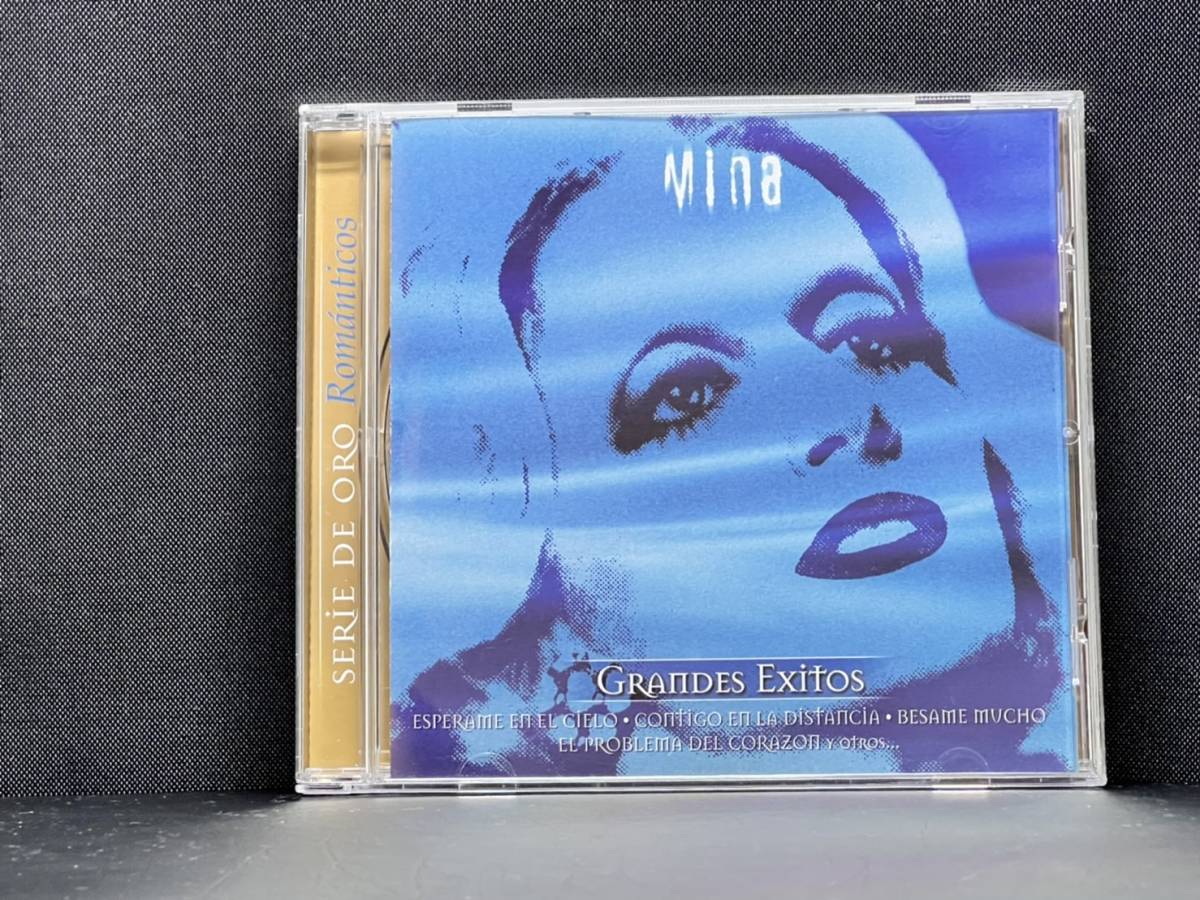 SERIE DE ORO Románticos
Mina
GRANDES EXITOS
ESPERAME EN EL CIELO • CONTIGO EN LA DISTANCIA • BESAME MUCHO
EL PROBLEMA DEL CORAZON Y OTROS...